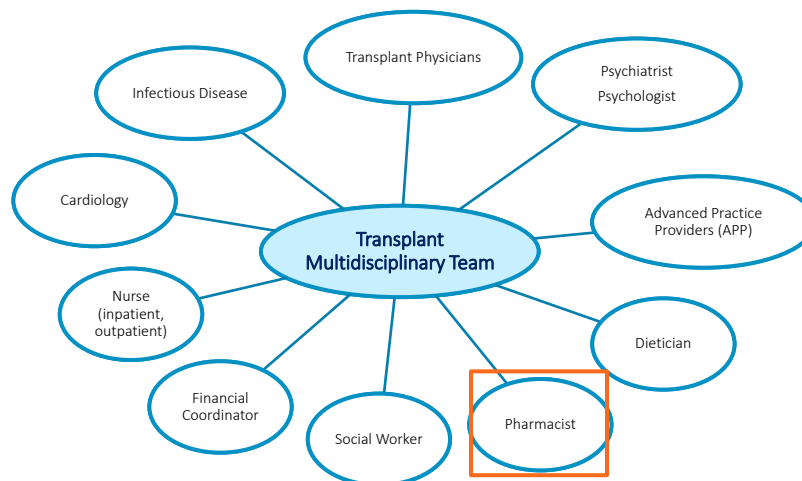 Transplant Physicians
Psychiatrist
Psychologist
Infectious Disease
Cardiology
Advanced Practice
Providers (APP)
Transplant
Multidisciplinary Team
Nurse
(inpatient,
outpatient)
Dietician
Financial
Coordinator
Social Worker
Pharmacist